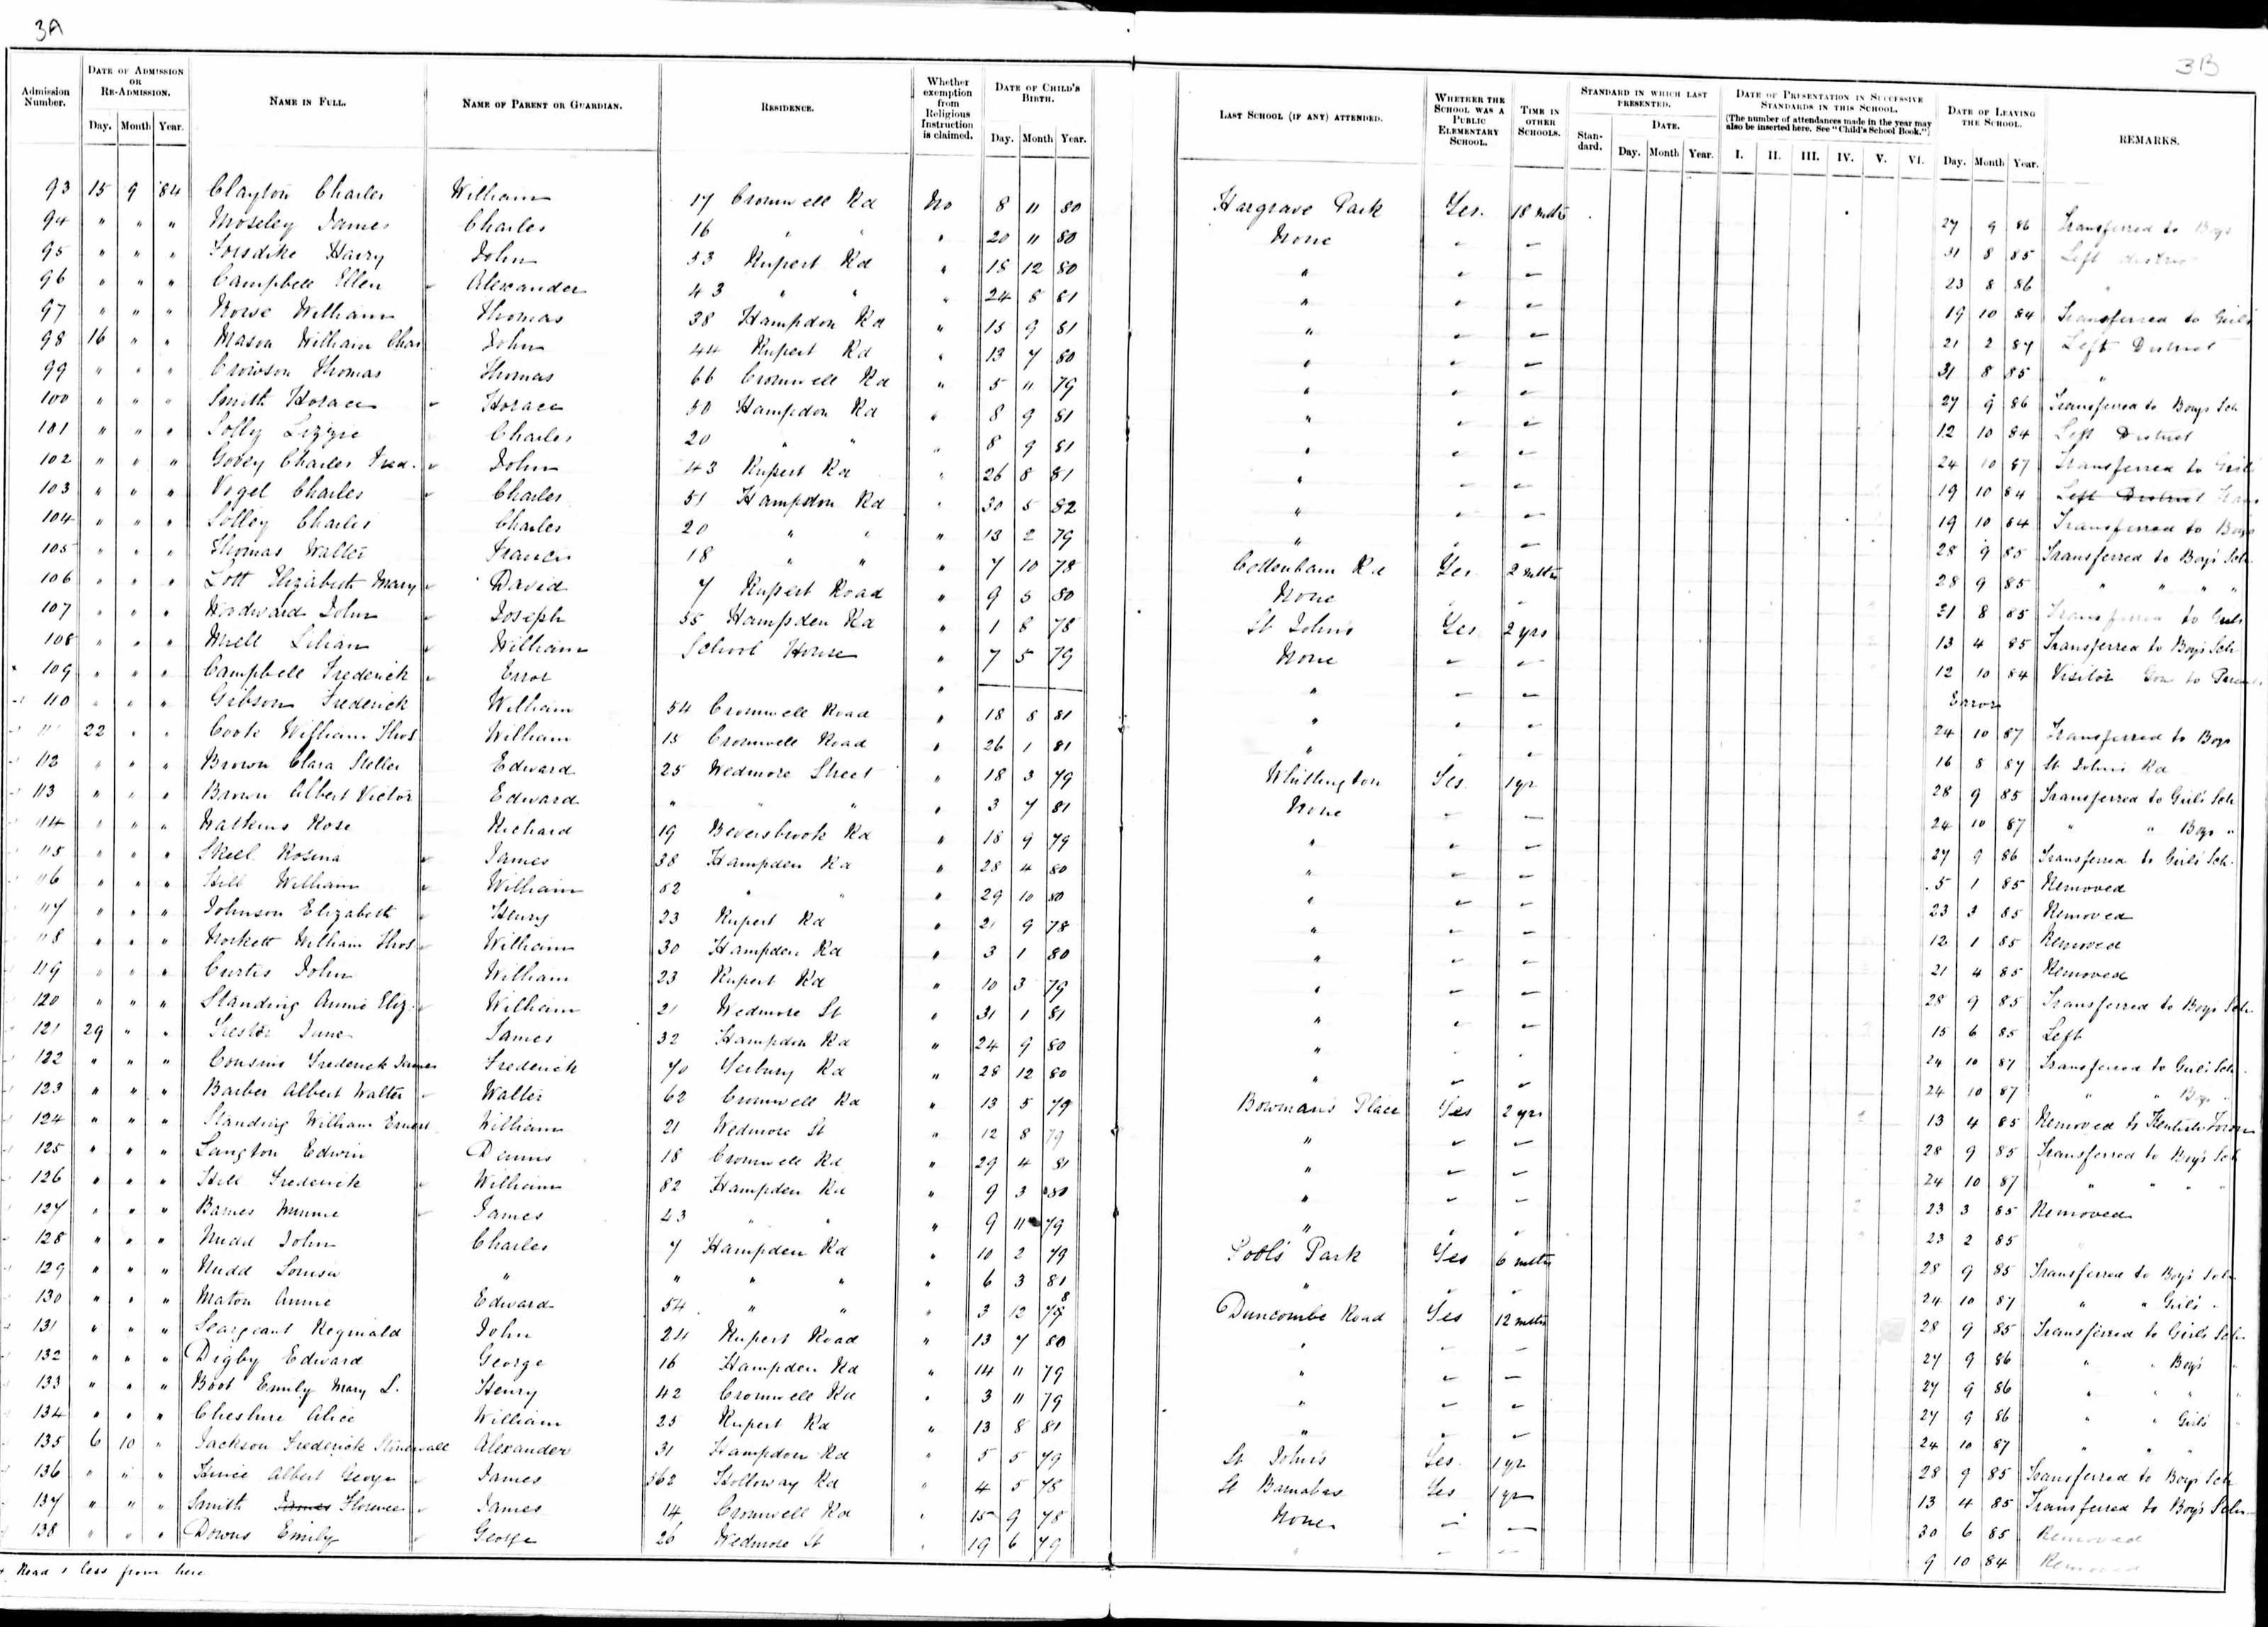 3A
3B
Admission Number.
DATE OF ADMISSION OR RE-ADMISSION.
Day. Month Year.
NAME IN FULL.
NAME OF PARENT OR GUARDIAN.
RESIDENCE.
Whether exemption from Religious Instruction is claimed.
DATE OF CHILD'S BIRTH.
Day. Month Year.
LAST SCHOOL (IF ANY) ATTENDED.
WHETHER THE SCHOOL WAS A PUBLIC ELEMENTARY SCHOOL.
TIME IN OTHER SCHOOLS.
STANDARD IN WHICH LAST PRESENTED.
Standard. DATE. Day. Month Year.
DATE OF PRESENTATION IN SUCCESSIVE STANDARDS IN THIS SCHOOL.
(The number of attendances made in the year may also be inserted here. See "Child's School Book.")
I. II. III. IV. V. VI.
DATE OF LEAVING THE SCHOOL.
Day. Month Year.
REMARKS.
93 15 9 84 Clayton Charles William 17 Cromwell Rd No 8 11 80 Hargrave Park Yes. 18 mths 27 9 86 Transferred to Boys
94 " " " Moseley James Charles 16 " " " 20 11 80 None 31 8 85 Left district
95 " " " Forsdike Harry John 53 Rupert Rd " 18 12 80 " 23 8 86 "
96 " " " Campbell Ellen Alexander 43 " " " 24 8 81 " 19 10 84 Transferred to Girls
97 " " " Rowe William Thomas 38 Hampdon Rd " 15 9 81 " 21 2 87 Left District
98 16 " " Mason William Chas John 44 Rupert Rd " 13 7 80 " 31 8 85 "
99 " " " Crowson Thomas Thomas 66 Cromwell Rd " 5 11 79 " 27 9 86 Transferred to Boys Sch
100 " " " Smith Horace Horace 50 Hampdon Rd " 8 9 81 " 12 10 84 Left District
101 " " " Solly Lizzie Charles 20 " " " 8 9 81 " 24 10 87 Transferred to Girls
102 " " " Govey Charles Fred. John 43 Rupert Rd " 26 8 81 " 19 10 84 Left District Trans
103 " " " Vogel Charles Charles 51 Hampdon Rd " 30 5 82 " 19 10 84 Transferred to Boys
104 " " " Solley Charles Charles 20 " " " 13 2 79 " 28 9 85 Transferred to Boy's Sch
105 " " " Thomas Walter Francis 18 " " " 7 10 78 Cottenham Rd Yes 2 mths 28 9 85 " " "
106 " " " Lott Elizabeth Mary David 7 Rupert Road " 9 5 80 None 31 8 85 Transferred to Girls
107 " " " Woodward John Joseph 55 Hampden Rd " 1 8 78 St John's Yes 2 yrs 13 4 85 Transferred to Boy's Sch
108 " " " Mell Lilian William School House " 7 5 79 None 12 10 84 Visitor Gone to Parents
109 " " " Campbell Frederick Error " " Error
110 " " " Gibson Frederick William 54 Cromwell Road " 18 8 81 " 24 10 87 Transferred to Boys
111 22 " " Cook William Thos William 15 Cromwell Road " 26 1 81 " 16 8 87 St John's Rd
112 " " " Brown Clara Stella Edward 25 Wedmore Street " 18 3 79 Whittington Yes. 1 yr 28 9 85 Transferred to Girl's Sch
113 " " " Brown Albert Victor Edward " " " " 3 7 81 None 24 10 87 " " Boys "
114 " " " Watkins Rose Richard 19 Beversbrook Rd " 18 9 79 " 27 9 86 Transferred to Girls' Sch.
115 " " " Skeel Rosina James 38 Hampden Rd " 28 4 80 " 5 1 85 Removed
116 " " " Hill William William 82 " " " 29 10 80 " 23 3 85 Removed
117 " " " Johnson Elizabeth Henry 23 Rupert Rd " 21 9 78 " 12 1 85 Removed
118 " " " Norkett William Thos William 30 Hampden Rd " 3 1 80 " 21 4 85 Removed
119 " " " Curtis John William 23 Rupert Rd " 10 3 79 " 28 9 85 Transferred to Boys Sch
120 " " " Standing Annie Eliz. William 21 Wedmore St " 31 1 81 " 15 6 85 Left
121 29 " " Jane James 32 Hampden Rd " 24 9 80 " 24 10 87 Transferred to Girls Sch
122 " " " Cousins Frederick James Frederick 70 Yerbury Rd " 28 12 80 " 24 10 87 " " Boys "
123 " " " Barber Albert Walter Walter 62 Cromwell Rd " 13 5 79 Bowman's Place Yes 2 yrs 13 4 85 Removed to Kentish Town
124 " " " Standing William Ernest William 21 Wedmore St " 12 8 79 " 28 9 85 Transferred to Boy's Sch
125 " " " Langton Edwin Dennis 18 Cromwell Rd " 29 4 81 " 24 10 87 " " "
126 " " " Hill Frederick William 82 Hampden Rd " 9 3 80 " 23 3 85 Removed
127 " " " Barnes Minnie James 43 " " " 9 11 79 " 23 2 85 "
128 " " " Nudd John Charles 7 Hampden Rd " 10 2 79 Pool's Park Yes 6 mths 28 9 85 Transferred to Boy's Sch
129 " " " Nudd Louisa " " " " " 6 3 81 " 24 10 87 " " Girls "
130 " " " Maton Annie Edward 54 " " " 3 12 78 Duncombe Road Yes 12 mths 28 9 85 Transferred to Girls Sch
131 " " " Seargeant Reginald John 24 Rupert Road " 13 7 80 " 27 9 86 " " Boys
132 " " " Digby Edward George 16 Hampden Rd " 14 11 79 " 27 9 86 " " "
133 " " " Boot Emily Mary L. Henry 42 Cromwell Rd " 3 11 79 " 27 9 86 " " Girls
134 " " " Cheshire Alice William 25 Rupert Rd " 13 8 81 " 24 10 87 " " "
135 6 10 " Jackson Frederick Stonewall Alexander 31 Hampden Rd " 5 5 79 St John's Yes. 1 yr 28 9 85 Transferred to Boys Sch
136 " " " Albert George James 562 Holloway Rd " 4 5 78 St Barnabas Yes 1 yr 13 4 85 Transferred to Boy's Sch
137 " " " Smith James Florence James 14 Cromwell Rd " 15 9 78 None 30 6 85 Removed
138 " " " Downs Emily George 26 Wedmore St " 19 6 79 " 9 10 84 Removed
Read 1 less from here